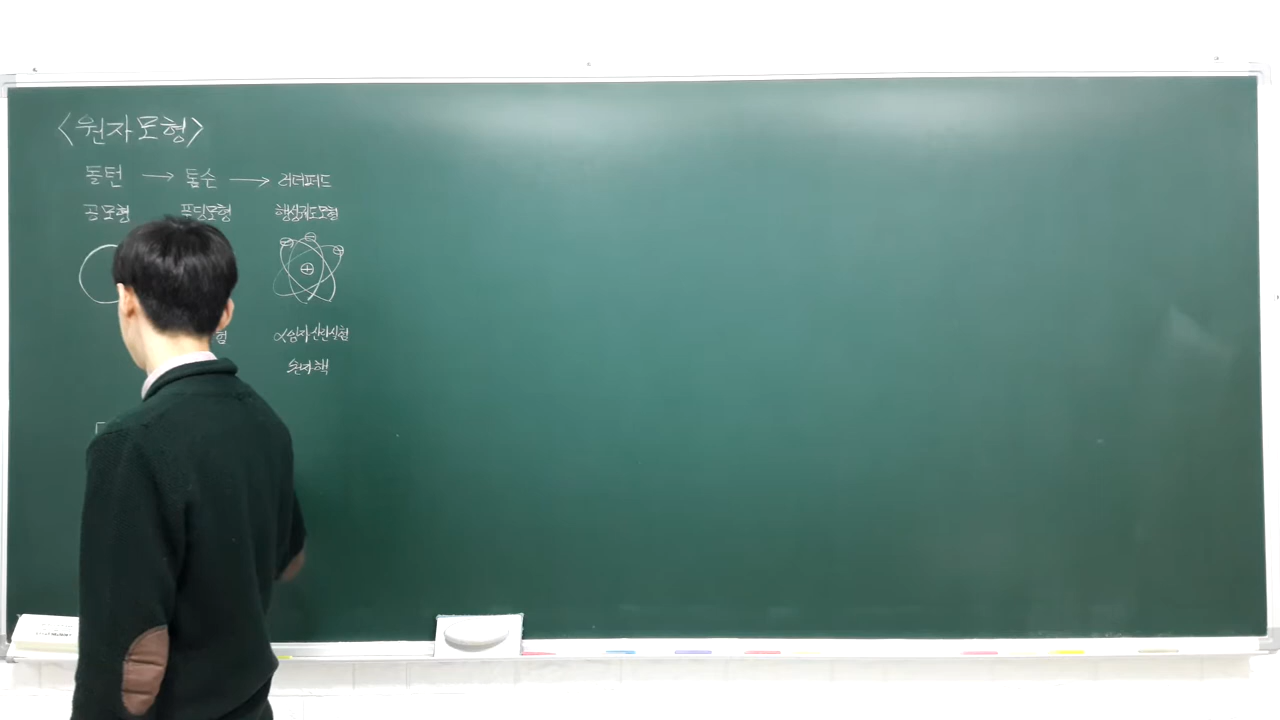 <원자모형>
돌턴 → 톰슨 → 러더퍼드
공모형 푸딩모형 행성궤도모형
⊖ ⊖ ⊖
⊕
험 α입자산란실험
원자핵